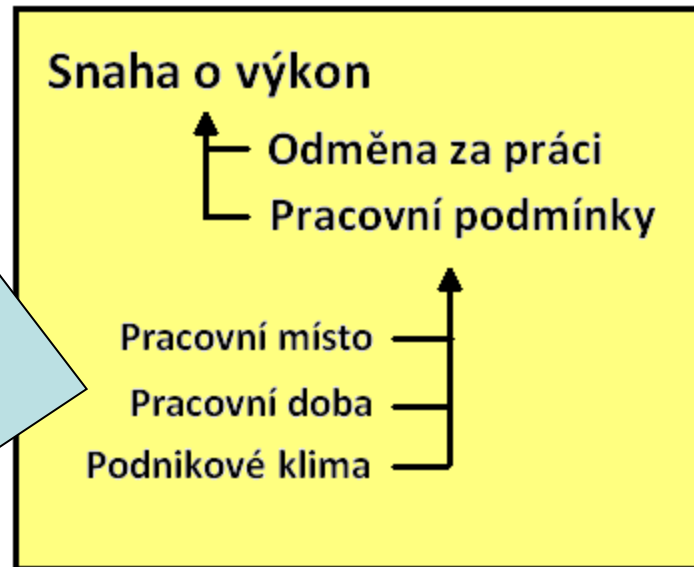 Snaha o výkon
Odměna za práci
Pracovní podmínky
Pracovní místo
Pracovní doba
Podnikové klima